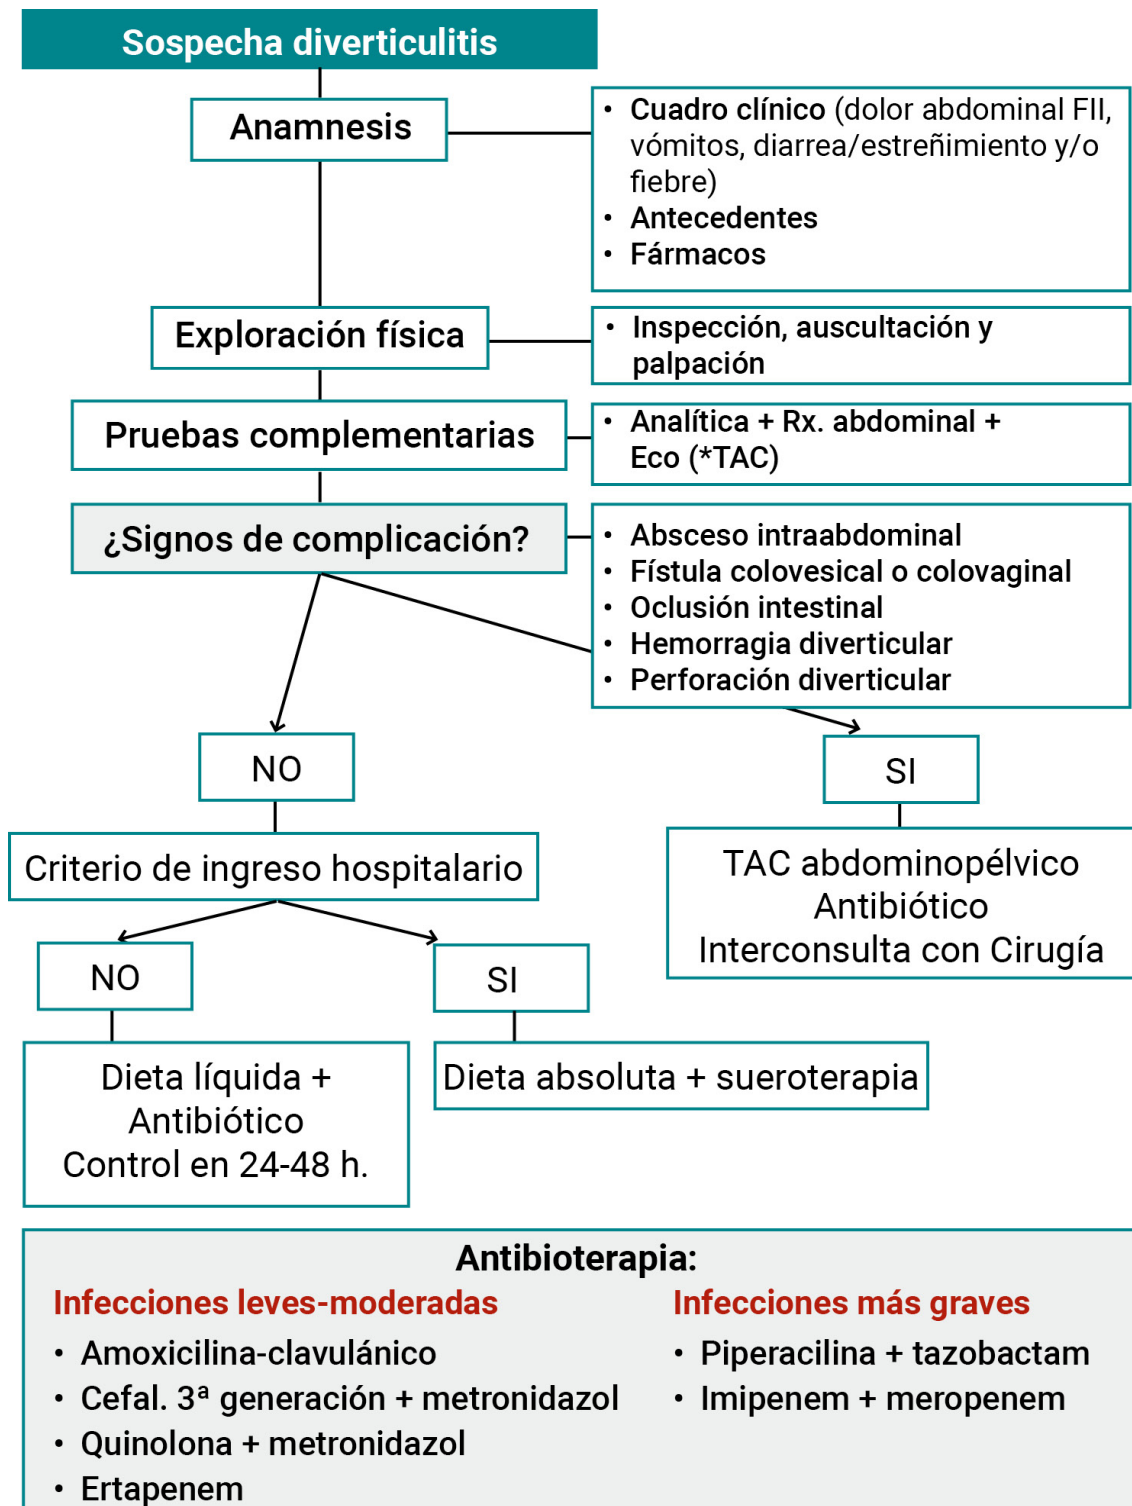 Sospecha diverticulitis
Anamnesis
• Cuadro clínico (dolor abdominal FII,
vómitos, diarrea/estreñimiento y/o
fiebre)
• Antecedentes
• Fármacos
Exploración física
• Inspección, auscultación y
palpación
Pruebas complementarias
• Analítica + Rx. abdominal +
Eco (*TAC)
¿Signos de complicación?
• Absceso intraabdominal
• Fístula colovesical o colovaginal
• Oclusión intestinal
• Hemorragia diverticular
• Perforación diverticular
NO
SI
Criterio de ingreso hospitalario
TAC abdominopélvico
Antibiótico
Interconsulta con Cirugía
NO
SI
Dieta líquida +
Antibiótico
Control en 24-48 h.
Dieta absoluta + sueroterapia
Antibioterapia:
Infecciones leves-moderadas
• Amoxicilina-clavulánico
• Cefal. 3ª generación + metronidazol
• Quinolona + metronidazol
• Ertapenem
Infecciones más graves
• Piperacilina + tazobactam
• Imipenem + meropenem